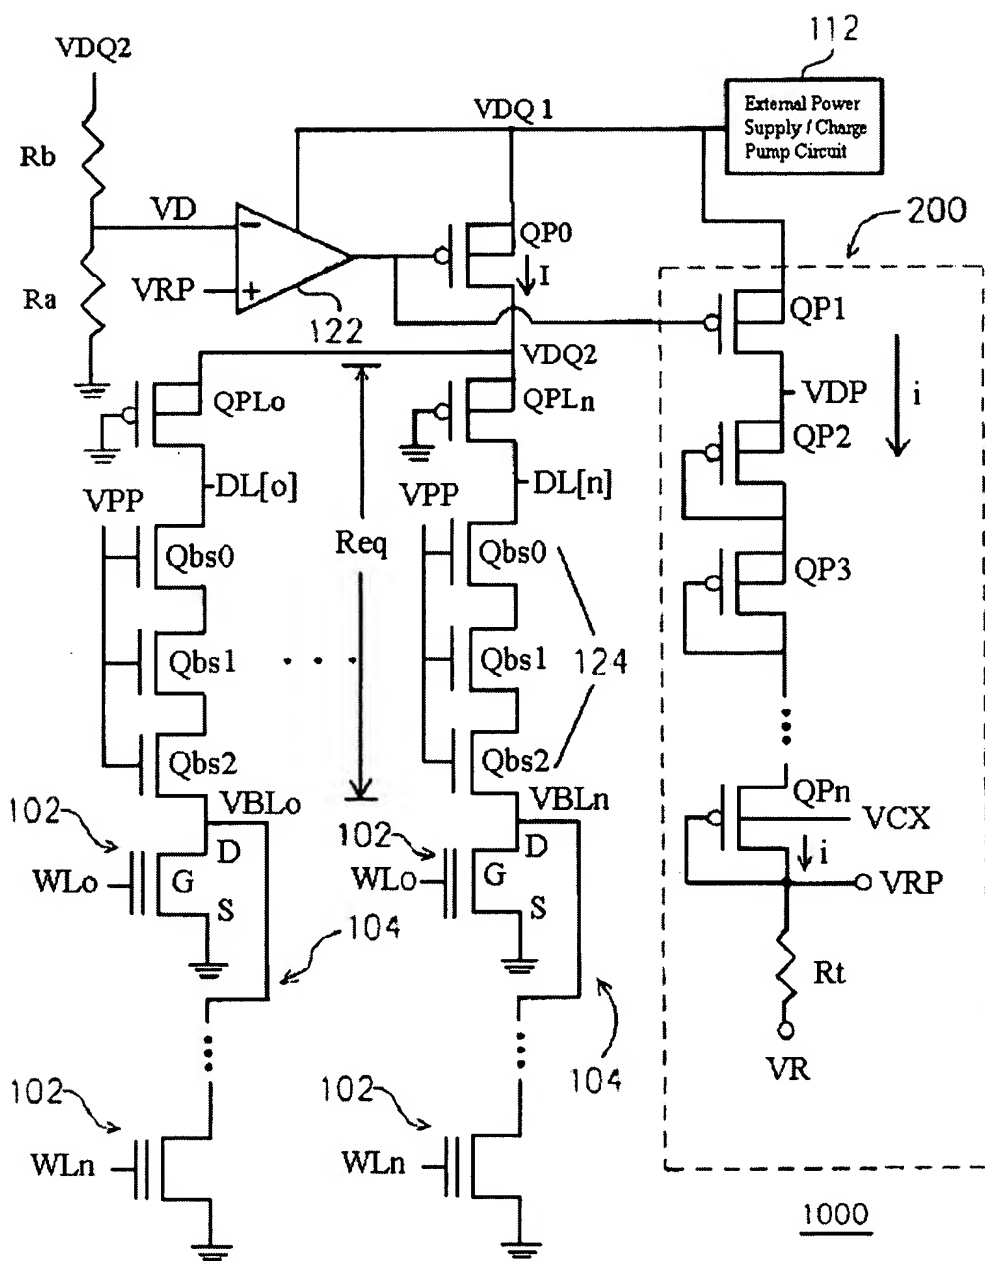 112
VDQ2
VDQ 1
External Power
Supply / Charge
Pump Circuit
Rb
VD
−
200
QP0
I
Ra
VRP
+
122
QP1
VDQ2
i
QPLo
QPLn
VDP
QP2
VPP
DL[o]
VPP
DL[n]
Req
Qbs0
Qbs0
QP3
Qbs1
. . .
Qbs1
124
Qbs2
Qbs2
102
VBLo
VBLn
QPn
102
VCX
D
D
i
WLo
G
WLo
G
VRP
S
S
104
Rt
104
VR
102
102
WLn
WLn
1000